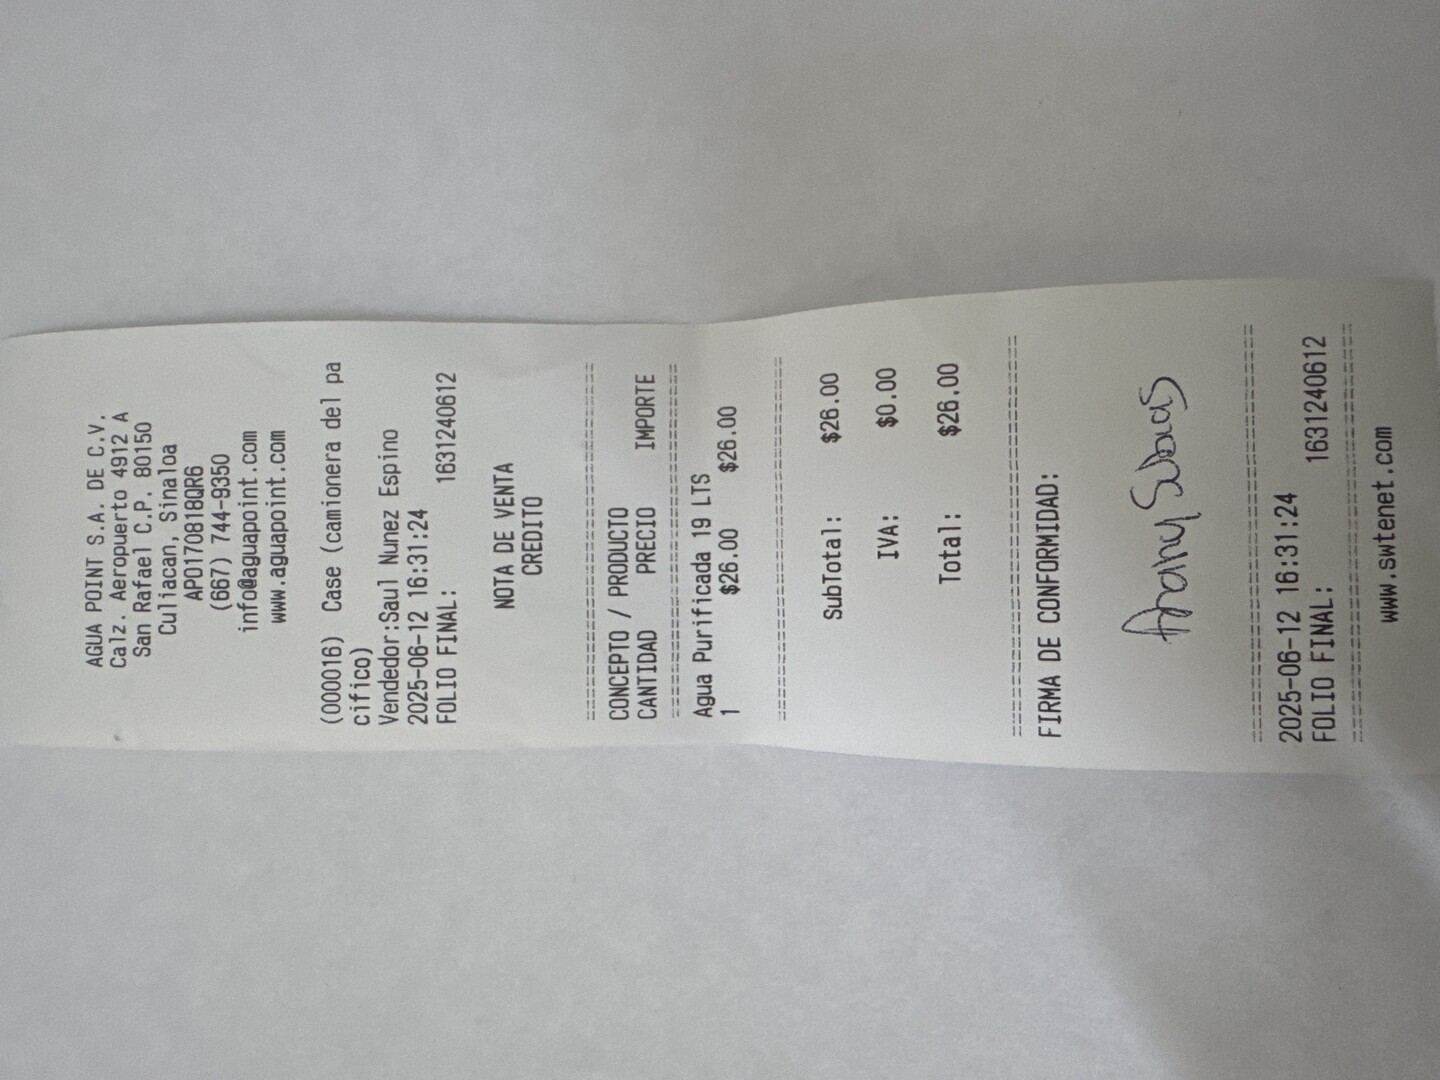 AGUA POINT S.A. DE C.V.
Calz. Aeropuerto 4912 A
San Rafael C.P. 80150
Culiacan, Sinaloa
APO170818QR6
(667) 744-9350
info@aguapoint.com
www.aguapoint.com
(000016) Case (camionera del pa
cifico)
Vendedor:Saul Nunez Espino
2025-06-12 16:31:24
FOLIO FINAL: 1631240612
NOTA DE VENTA
CREDITO
==============================
CONCEPTO / PRODUCTO
CANTIDAD PRECIO IMPORTE
==============================
Agua Purificada 19 LTS
1 $26.00 $26.00
==============================
SubTotal: $26.00
IVA: $0.00
Total: $26.00
==============================
FIRMA DE CONFORMIDAD:
==============================
2025-06-12 16:31:24
FOLIO FINAL: 1631240612
==============================
www.swtenet.com